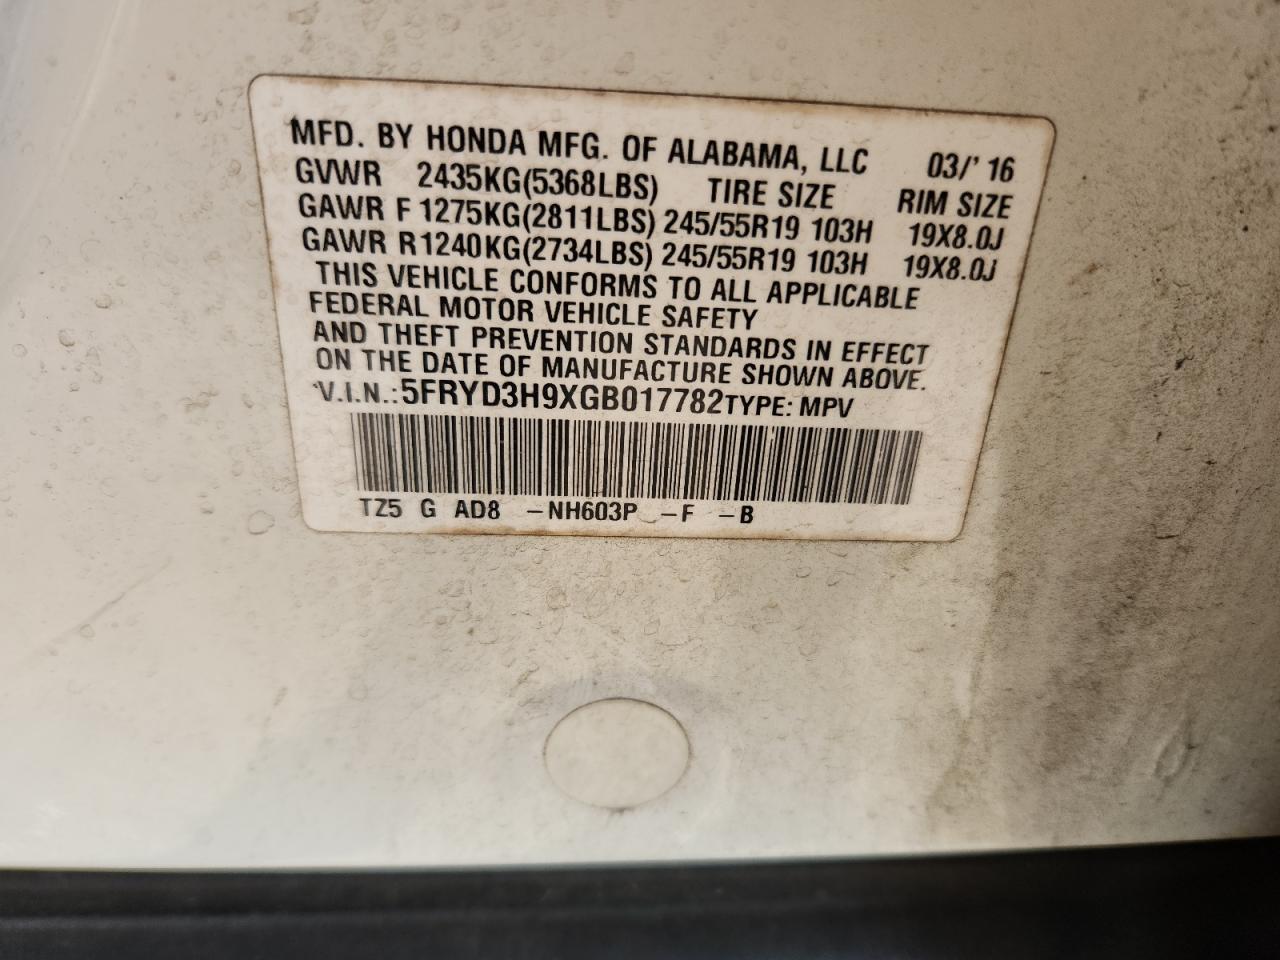 MFD. BY HONDA MFG. OF ALABAMA, LLC 03/' 16
GVWR 2435KG(5368LBS) TIRE SIZE RIM SIZE
GAWR F 1275KG(2811LBS) 245/55R19 103H 19X8.0J
GAWR R1240KG(2734LBS) 245/55R19 103H 19X8.0J
THIS VEHICLE CONFORMS TO ALL APPLICABLE
FEDERAL MOTOR VEHICLE SAFETY
AND THEFT PREVENTION STANDARDS IN EFFECT
ON THE DATE OF MANUFACTURE SHOWN ABOVE.
V.I.N.:5FRYD3H9XGB017782TYPE: MPV
TZ5 G AD8 -NH603P -F -B